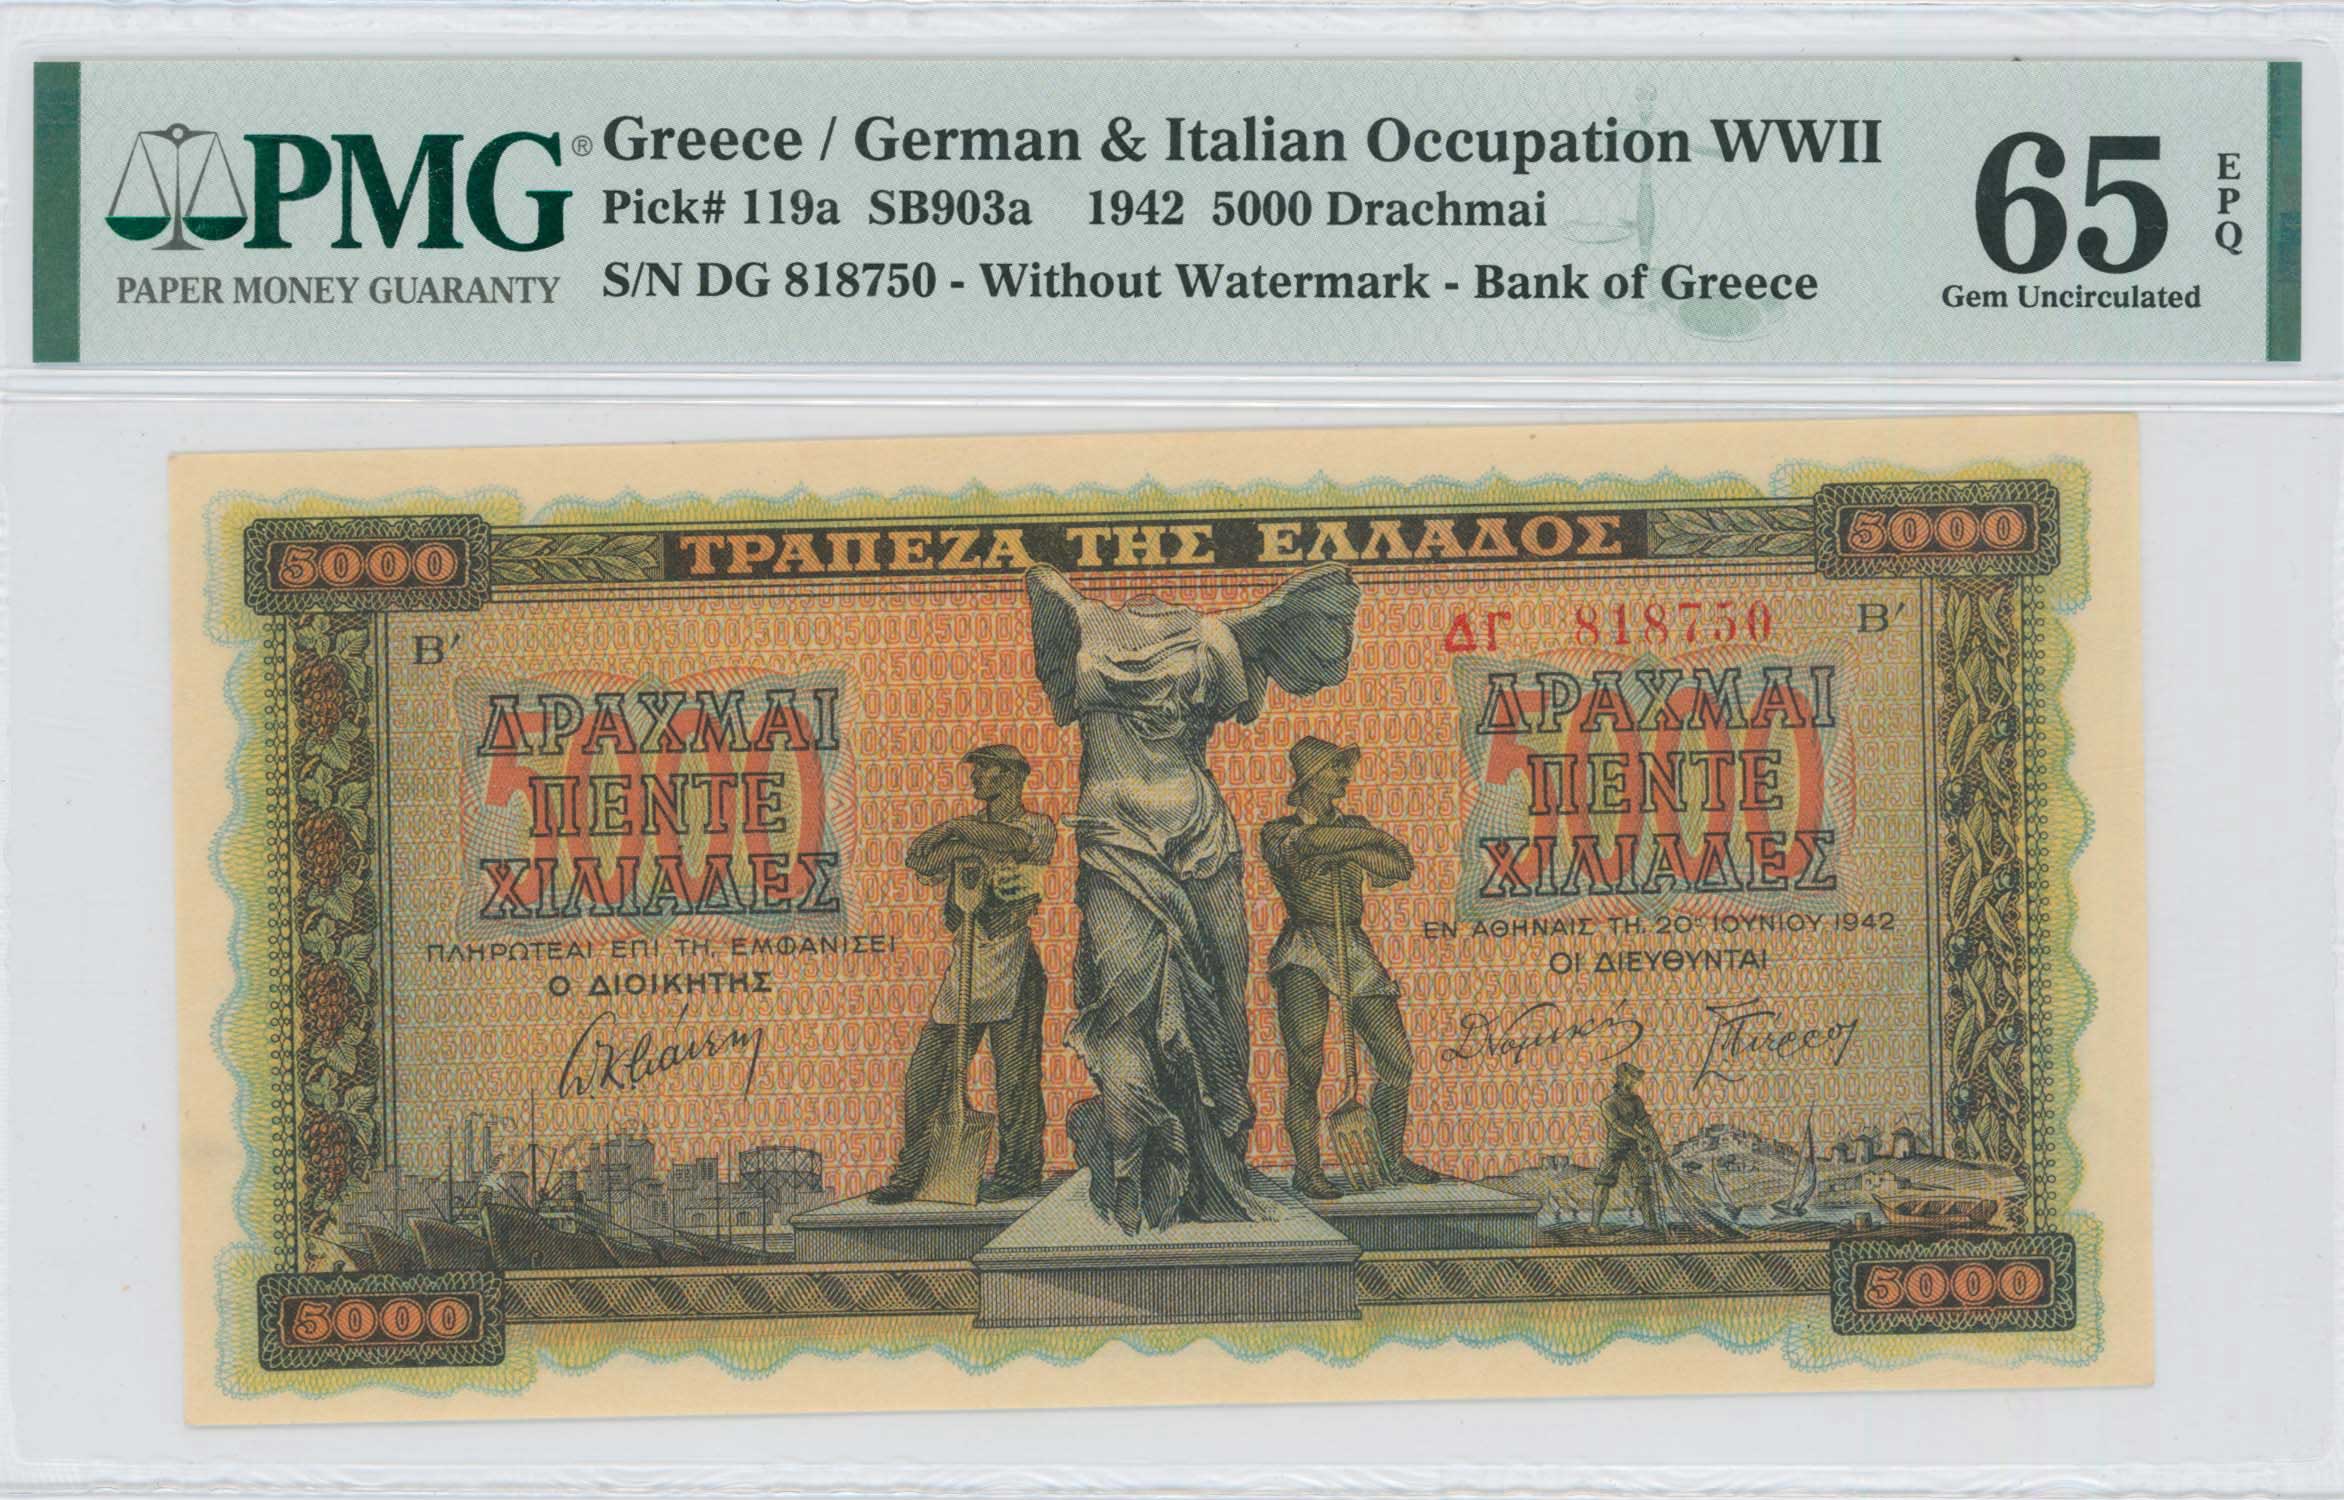 PMG®
PAPER MONEY GUARANTY
Greece / German & Italian Occupation WWII
Pick# 119a SB903a 1942 5000 Drachmai
S/N DG 818750 - Without Watermark - Bank of Greece
65
EPQ
Gem Uncirculated
5000
ΤΡΑΠΕΖΑ ΤΗΣ ΕΛΛΑΔΟΣ
5000
Β′
ΔΓ 818750
Β′
5000
ΔΡΑΧΜΑΙ
ΠΕΝΤΕ
ΧΙΛΙΑΔΕΣ
5000
ΔΡΑΧΜΑΙ
ΠΕΝΤΕ
ΧΙΛΙΑΔΕΣ
ΠΛΗΡΩΤΕΑΙ ΕΠΙ ΤΗ, ΕΜΦΑΝΙΣΕΙ
Ο ΔΙΟΙΚΗΤΗΣ
ΕΝ ΑΘΗΝΑΙΣ ΤΗ, 20ῌ ΙΟΥΝΙΟΥ 1942
ΟΙ ΔΙΕΥΘΥΝΤΑΙ
5000
5000